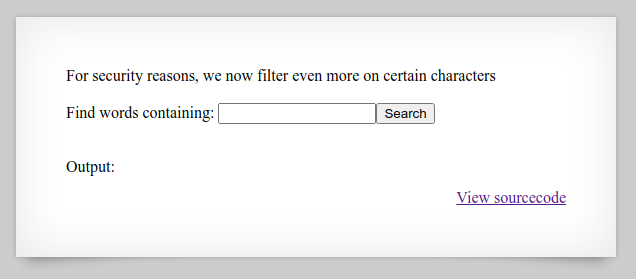 For security reasons, we now filter even more on certain characters
Find words containing: Search
Output:
View sourcecode